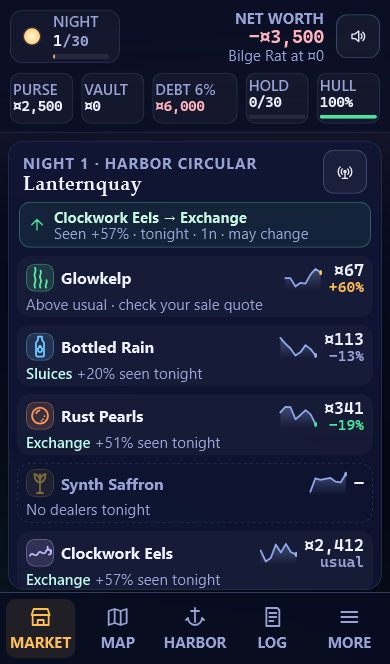 NIGHT
1/30
NET WORTH
−¤3,500
Bilge Rat at ¤0
PURSE
¤2,500
VAULT
¤0
DEBT 6%
¤6,000
HOLD
0/30
HULL
100%
NIGHT 1 · HARBOR CIRCULAR
Lanternquay
Clockwork Eels → Exchange
Seen +57% · tonight · 1n · may change
Glowkelp
¤67
+60%
Above usual · check your sale quote
Bottled Rain
¤113
−13%
Sluices +20% seen tonight
Rust Pearls
¤341
−19%
Exchange +51% seen tonight
Synth Saffron
—
No dealers tonight
Clockwork Eels
¤2,412
usual
Exchange +57% seen tonight
MARKET
MAP
HARBOR
LOG
MORE